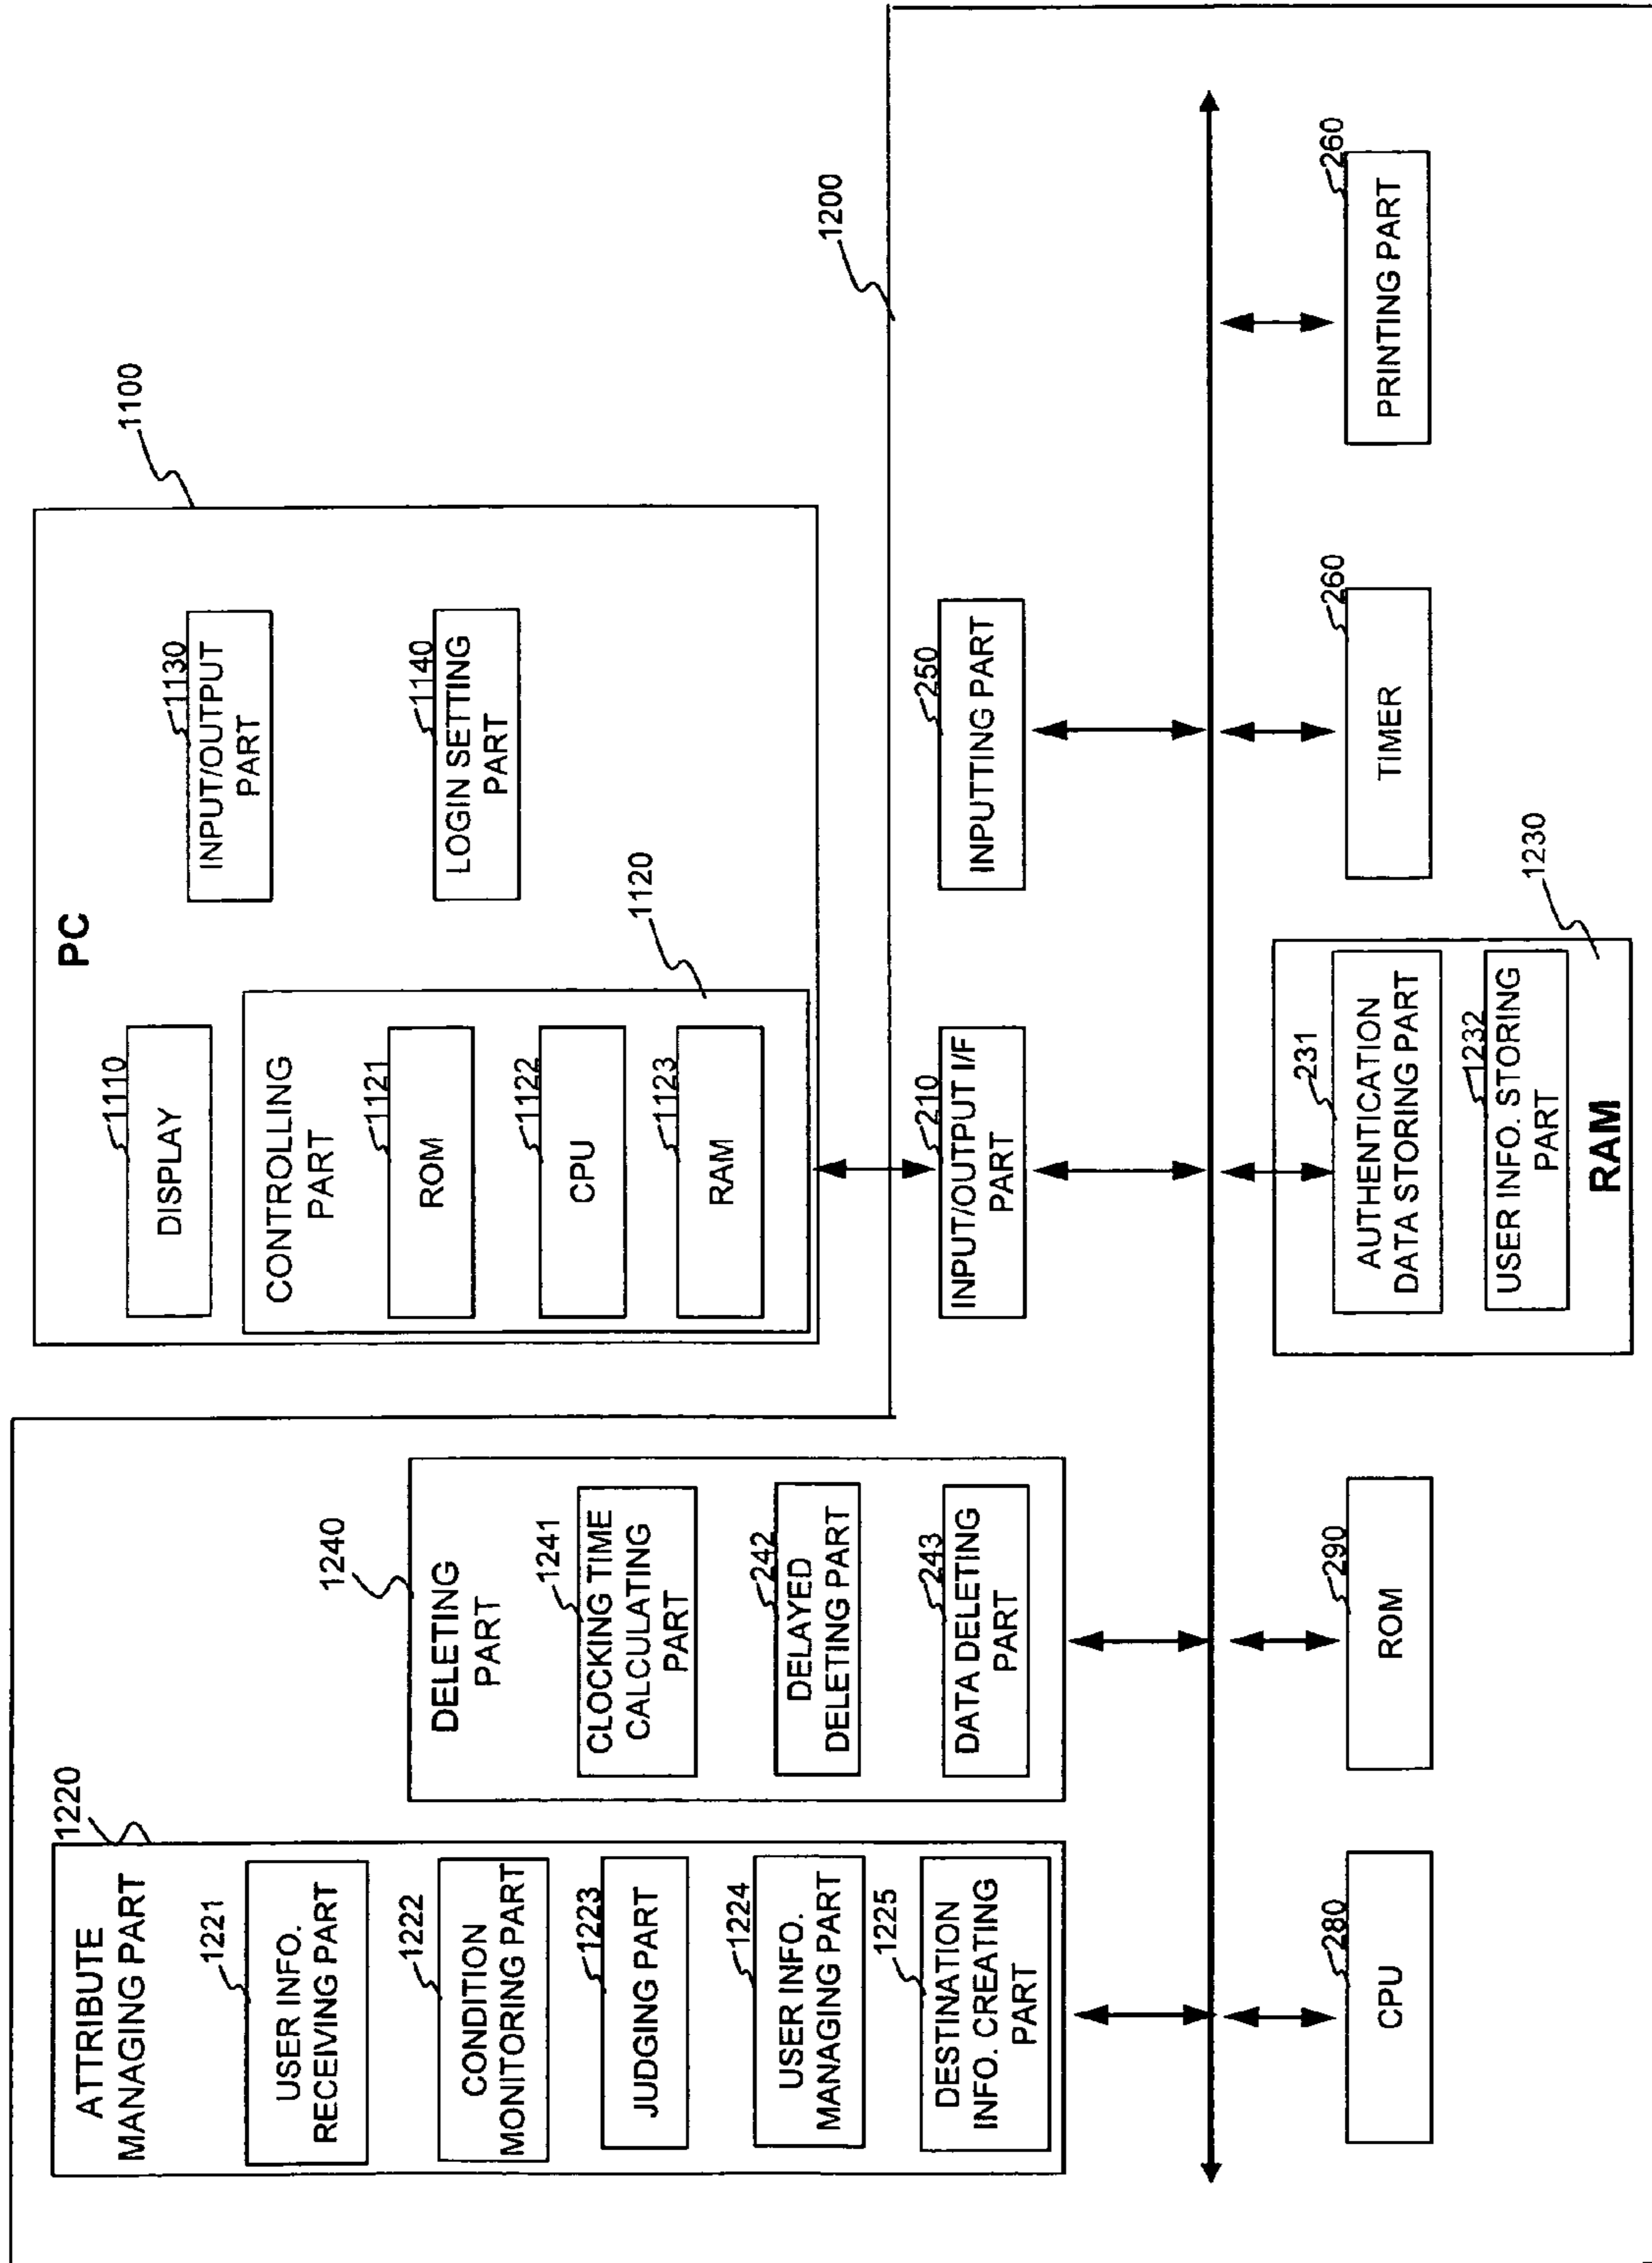 1220
ATTRIBUTE
MANAGING PART
1221
USER INFO.
RECEIVING PART
1222
CONDITION
MONITORING PART
1223
JUDGING PART
1224
USER INFO.
MANAGING PART
1225
DESTINATION
INFO. CREATING
PART
1240
DELETING
PART
1241
CLOCKING TIME
CALCULATING
PART
242
DELAYED
DELETING PART
243
DATA DELETING
PART
1100
PC
1110
DISPLAY
1120
CONTROLLING
PART
1121
ROM
1122
CPU
1123
RAM
1130
INPUT/OUTPUT
PART
1140
LOGIN SETTING
PART
1200
210
INPUT/OUTPUT I/F
PART
250
INPUTTING PART
280
CPU
290
ROM
1230
231
AUTHENTICATION
DATA STORING PART
1232
USER INFO. STORING
PART
RAM
260
TIMER
260
PRINTING PART